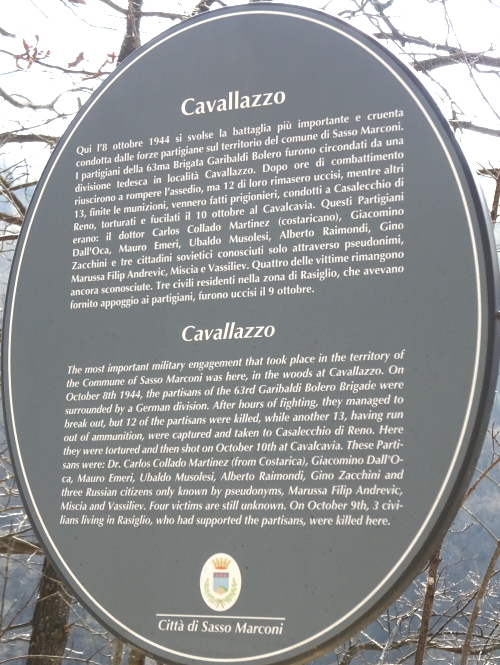 Cavallazzo
Qui l'8 ottobre 1944 si svolse la battaglia più importante e cruenta
condotta dalle forze partigiane sul territorio del comune di Sasso Marconi.
I partigiani della 63ma Brigata Garibaldi Bolero furono circondati da una
divisione tedesca in località Cavallazzo. Dopo ore di combattimento
riuscirono a rompere l'assedio, ma 12 di loro rimasero uccisi, mentre altri
13, finite le munizioni, vennero fatti prigionieri, condotti a Casalecchio di
Reno, torturati e fucilati il 10 ottobre al Cavalcavia. Questi Partigiani
erano: il dottor Carlos Collado Martinez (costaricano), Giacomino
Dall'Oca, Mauro Emeri, Ubaldo Musolesi, Alberto Raimondi, Gino
Zacchini e tre cittadini sovietici conosciuti solo attraverso pseudonimi,
Marussa Filip Andrevic, Miscia e Vassiliev. Quattro delle vittime rimangono
ancora sconosciute. Tre civili residenti nella zona di Rasiglio, che avevano
fornito appoggio ai partigiani, furono uccisi il 9 ottobre.
Cavallazzo
The most important military engagement that took place in the territory of
the Commune of Sasso Marconi was here, in the woods at Cavallazzo. On
October 8th 1944, the partisans of the 63rd Garibaldi Bolero Brigade were
surrounded by a German division. After hours of fighting, they managed to
break out, but 12 of the partisans were killed, while another 13, having run
out of ammunition, were captured and taken to Casalecchio di Reno. Here
they were tortured and then shot on October 10th at Cavalcavia. These Parti-
sans were: Dr. Carlos Collado Martinez (from Costarica), Giacomino Dall'O-
ca, Mauro Emeri, Ubaldo Musolesi, Alberto Raimondi, Gino Zacchini and
three Russian citizens only known by pseudonyms, Marussa Filip Andrevic,
Miscia and Vassiliev. Four victims are still unknown. On October 9th, 3 civi-
lians living in Rasiglio, who had supported the partisans, were killed here.
Città di Sasso Marconi